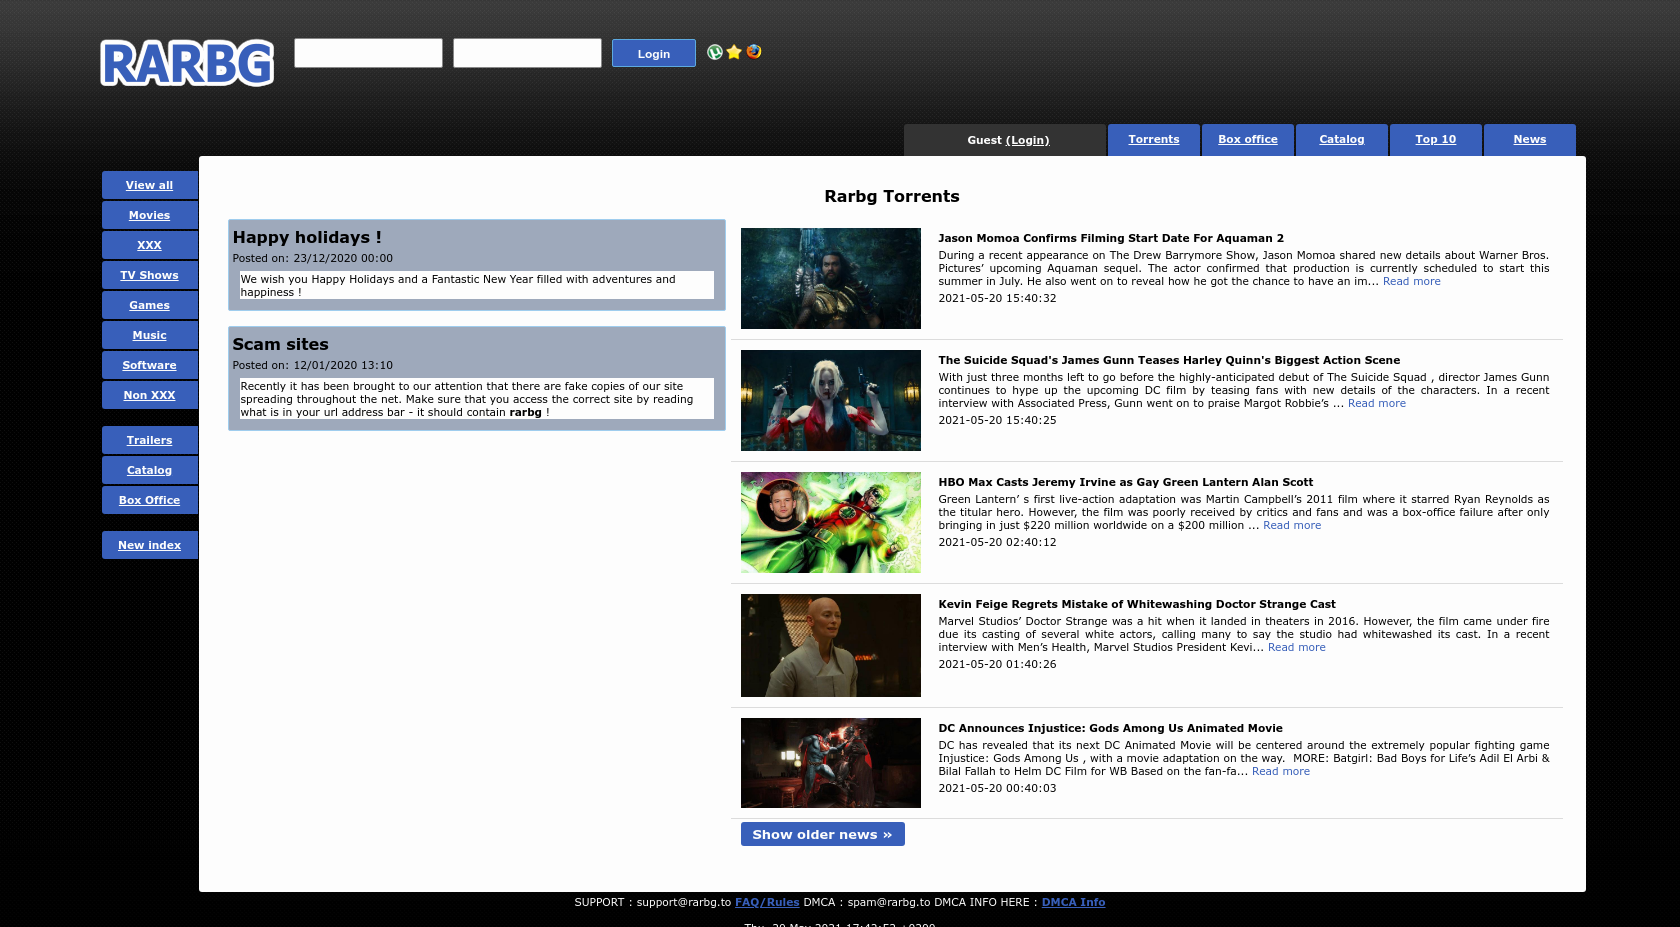 RARBG
Login
Guest (Login)
Torrents
Box office
Catalog
Top 10
News
View all
Movies
XXX
TV Shows
Games
Music
Software
Non XXX
Trailers
Catalog
Box Office
New index
Rarbg Torrents
Happy holidays !
Posted on: 23/12/2020 00:00
We wish you Happy Holidays and a Fantastic New Year filled with adventures and
happiness !
Scam sites
Posted on: 12/01/2020 13:10
Recently it has been brought to our attention that there are fake copies of our site
spreading throughout the net. Make sure that you access the correct site by reading
what is in your url address bar - it should contain rarbg !
Jason Momoa Confirms Filming Start Date For Aquaman 2
During a recent appearance on The Drew Barrymore Show, Jason Momoa shared new details about Warner Bros.
Pictures’ upcoming Aquaman sequel. The actor confirmed that production is currently scheduled to start this
summer in July. He also went on to reveal how he got the chance to have an im... Read more
2021-05-20 15:40:32
The Suicide Squad's James Gunn Teases Harley Quinn's Biggest Action Scene
With just three months left to go before the highly-anticipated debut of The Suicide Squad , director James Gunn
continues to hype up the upcoming DC film by teasing fans with new details of the characters. In a recent
interview with Associated Press, Gunn went on to praise Margot Robbie’s ... Read more
2021-05-20 15:40:25
HBO Max Casts Jeremy Irvine as Gay Green Lantern Alan Scott
Green Lantern’ s first live-action adaptation was Martin Campbell’s 2011 film where it starred Ryan Reynolds as
the titular hero. However, the film was poorly received by critics and fans and was a box-office failure after only
bringing in just $220 million worldwide on a $200 million ... Read more
2021-05-20 02:40:12
Kevin Feige Regrets Mistake of Whitewashing Doctor Strange Cast
Marvel Studios’ Doctor Strange was a hit when it landed in theaters in 2016. However, the film came under fire
due its casting of several white actors, calling many to say the studio had whitewashed its cast. In a recent
interview with Men’s Health, Marvel Studios President Kevi... Read more
2021-05-20 01:40:26
DC Announces Injustice: Gods Among Us Animated Movie
DC has revealed that its next DC Animated Movie will be centered around the extremely popular fighting game
Injustice: Gods Among Us , with a movie adaptation on the way. MORE: Batgirl: Bad Boys for Life’s Adil El Arbi &
Bilal Fallah to Helm DC Film for WB Based on the fan-fa... Read more
2021-05-20 00:40:03
Show older news »
SUPPORT : support@rarbg.to FAQ/Rules DMCA : spam@rarbg.to DMCA INFO HERE : DMCA Info